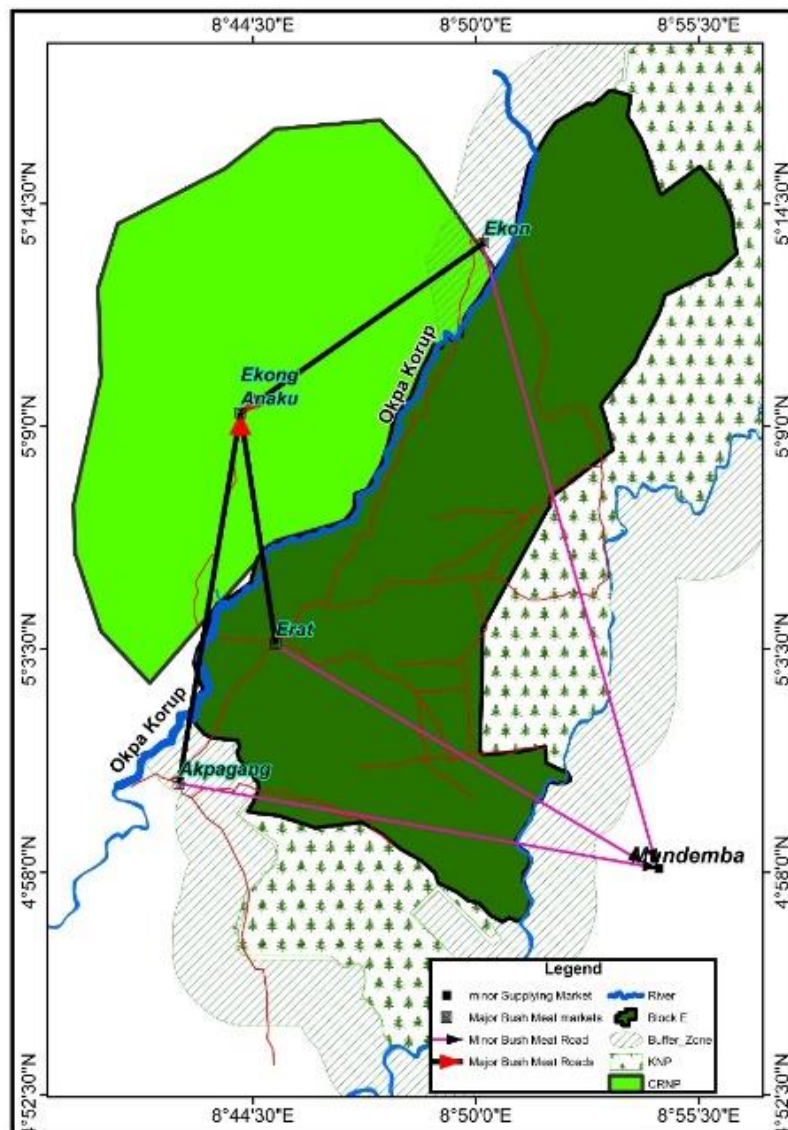 8°44'30"E 8°50'0"E 8°55'30"E
5°14'30"N 5°14'30"N
Ekon
Okpa Korup
Ekong
Anaku
5°9'0"N 5°9'0"N
Erat
5°3'30"N 5°3'30"N
Okpa Korup
Akpagang
Mundemba
4°58'0"N 4°58'0"N
Legend
minor Supplying Market River
Major Bush Meat markets Block E
Minor Bush Meat Road Buffer_Zone
Major Bush Meat Roads KNP
CRNP
4°52'30"N 4°52'30"N
8°44'30"E 8°50'0"E 8°55'30"E